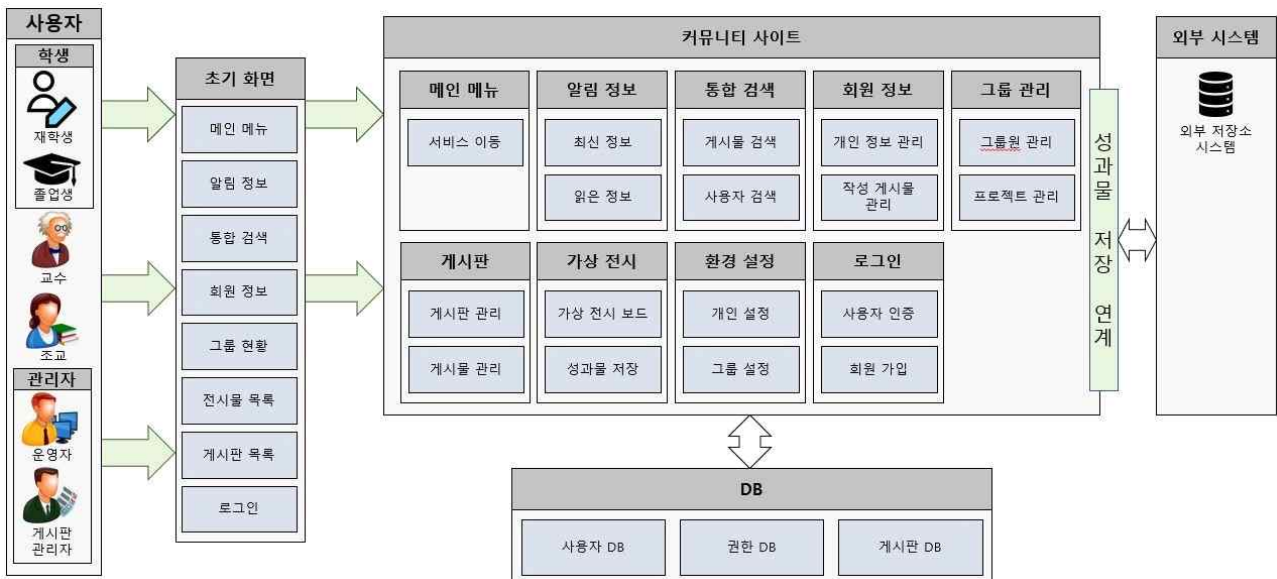 사용자
학생
재학생
졸업생
교수
조교
관리자
운영자
게시판
관리자
초기 화면
메인 메뉴
알림 정보
통합 검색
회원 정보
그룹 현황
전시물 목록
게시판 목록
로그인
커뮤니티 사이트
메인 메뉴
서비스 이동
알림 정보
최신 정보
읽은 정보
통합 검색
게시물 검색
사용자 검색
회원 정보
개인 정보 관리
작성 게시물
관리
그룹 관리
그룹원 관리
프로젝트 관리
게시판
게시판 관리
게시물 관리
가상 전시
가상 전시 보드
성과물 저장
환경 설정
개인 설정
그룹 설정
로그인
사용자 인증
회원 가입
성과물 저장 연계
외부 시스템
외부 저장소
시스템
DB
사용자 DB
권한 DB
게시판 DB